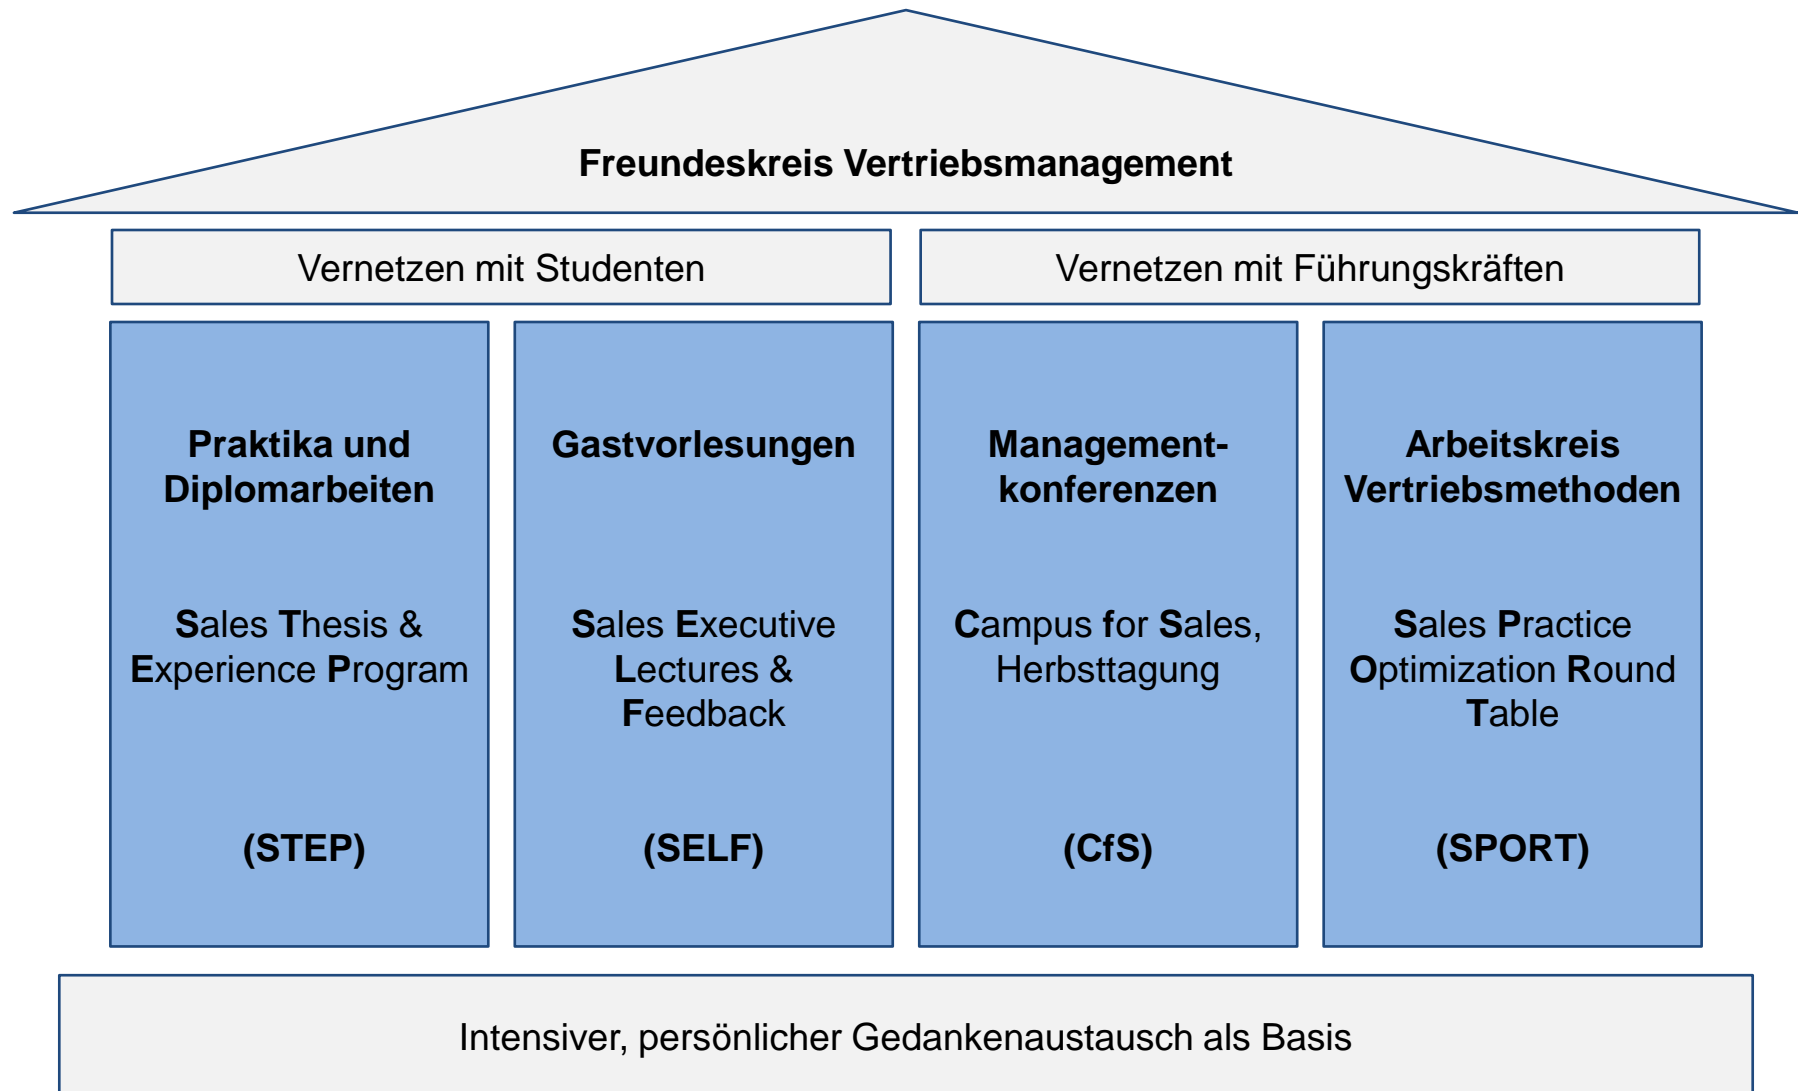 Freundeskreis Vertriebsmanagement
Vernetzen mit Studenten
Vernetzen mit Führungskräften
Praktika und
Diplomarbeiten
Sales Thesis &
Experience Program
(STEP)
Gastvorlesungen
Sales Executive
Lectures &
Feedback
(SELF)
Management-
konferenzen
Campus for Sales,
Herbsttagung
(CfS)
Arbeitskreis
Vertriebsmethoden
Sales Practice
Optimization Round
Table
(SPORT)
Intensiver, persönlicher Gedankenaustausch als Basis